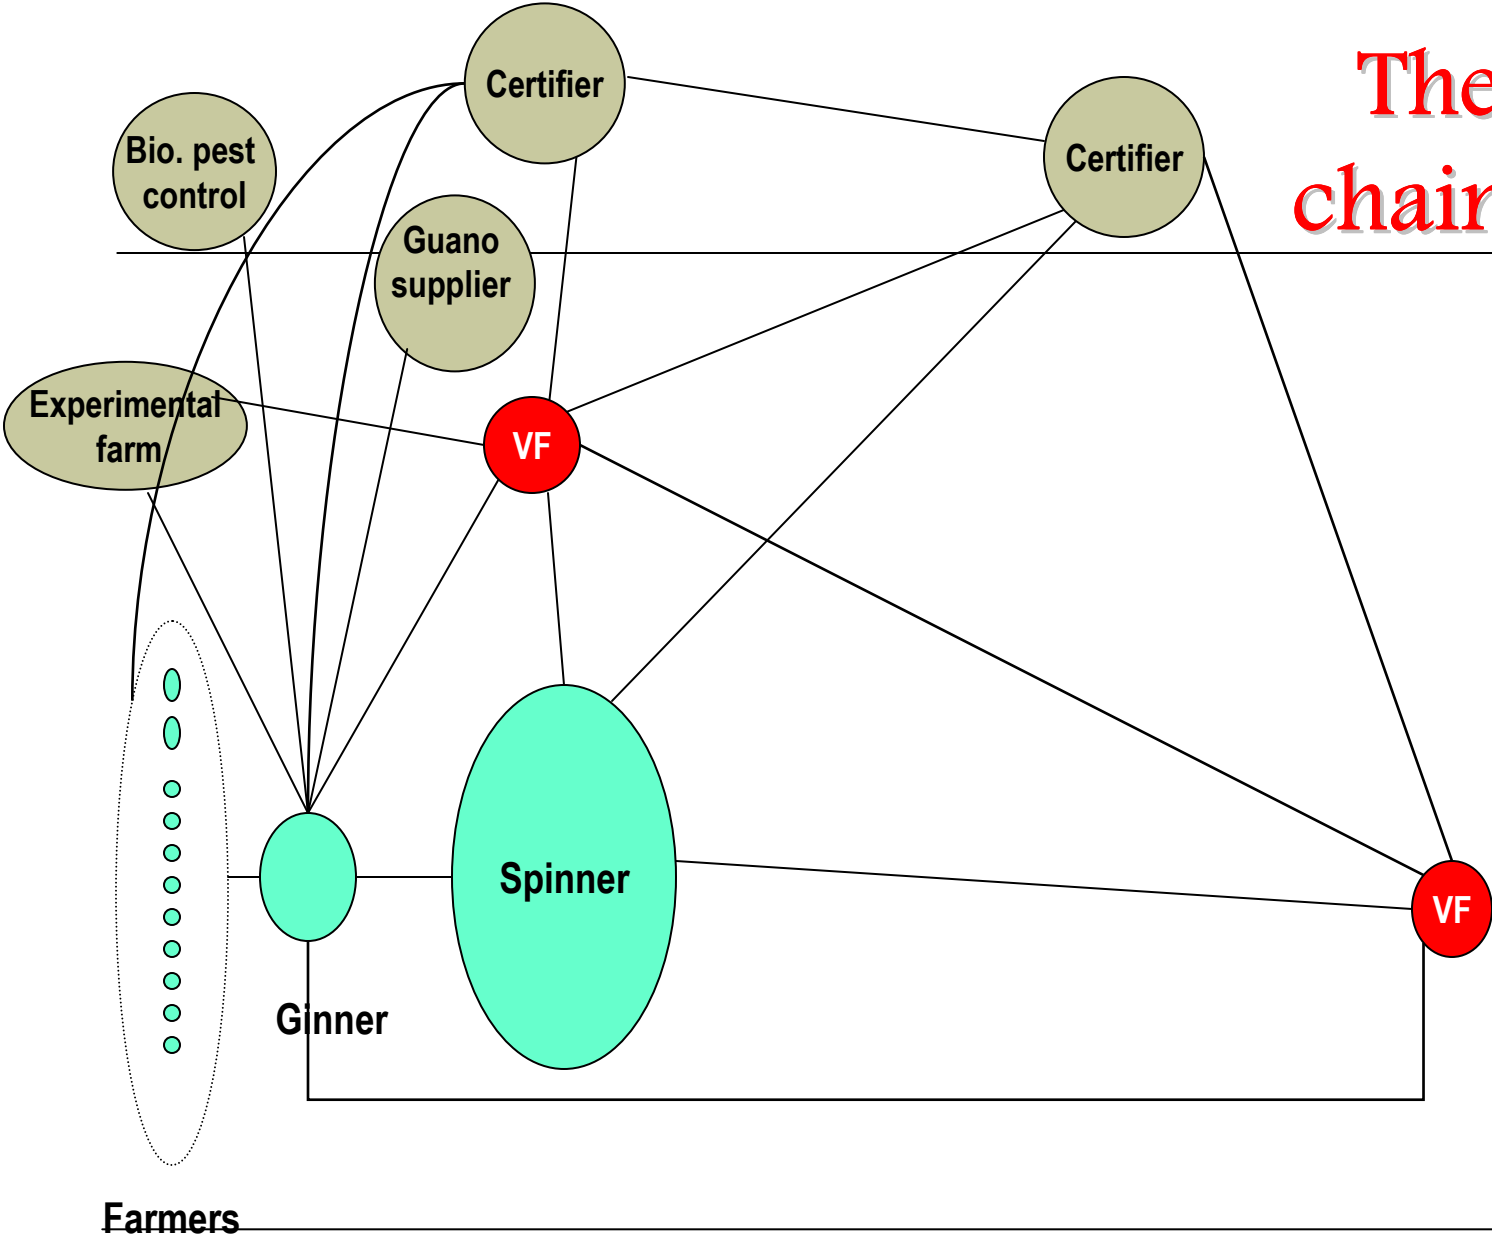 The
chain
Certifier
Certifier
Bio. pest
control
Guano
supplier
Experimental
farm
VF
Spinner
VF
Ginner
Farmers